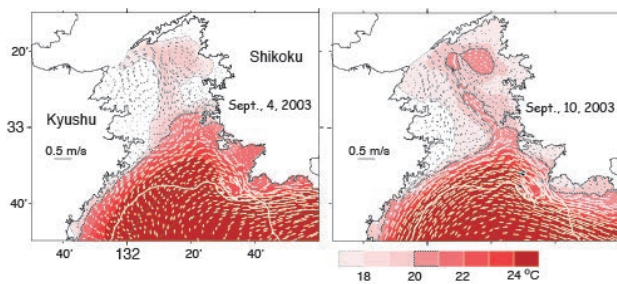 20'
33
40'
Kyushu
Shikoku
Sept., 4, 2003
0.5 m/s
40'
132
20'
40'
Sept., 10, 2003
0.5 m/s
18
20
22
24 °C